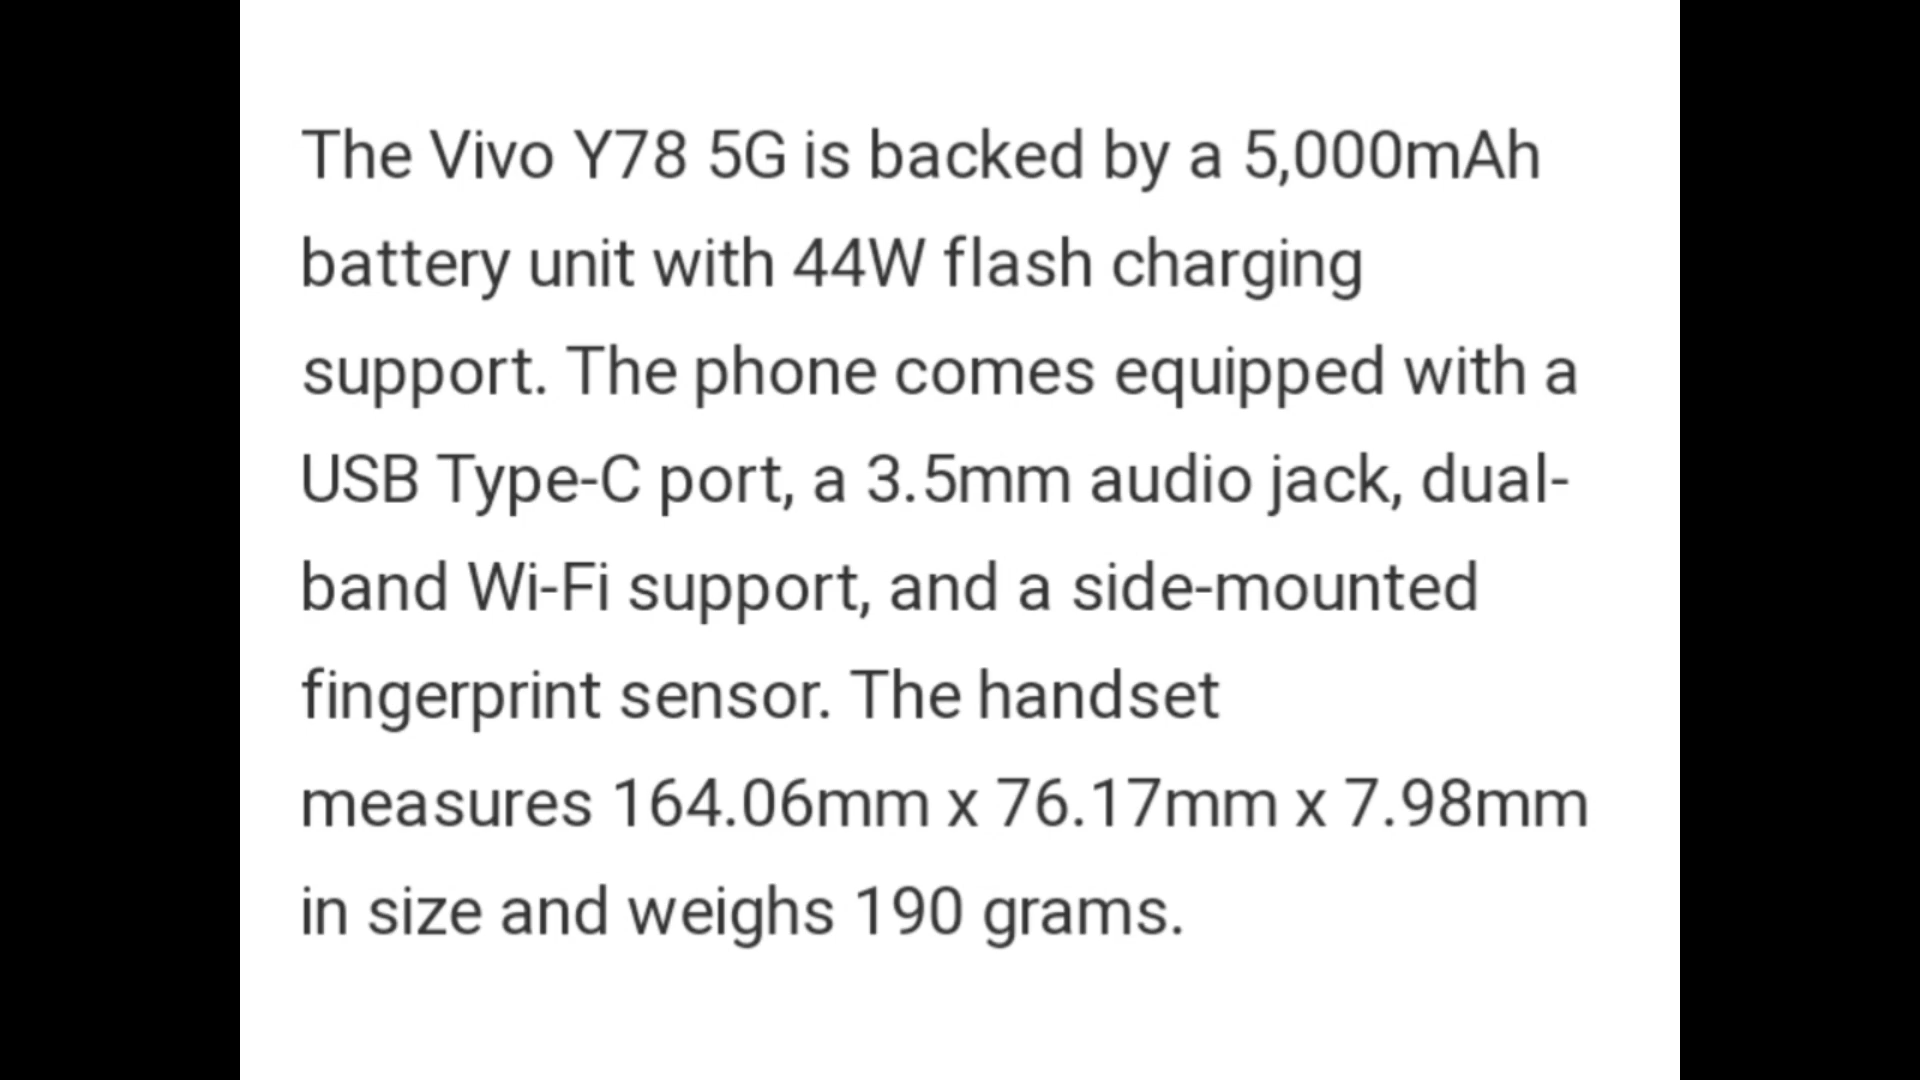 The Vivo Y78 5G is backed by a 5,000mAh
battery unit with 44W flash charging
support. The phone comes equipped with a
USB Type-C port, a 3.5mm audio jack, dual-
band Wi-Fi support, and a side-mounted
fingerprint sensor. The handset
measures 164.06mm x 76.17mm x 7.98mm
in size and weighs 190 grams.